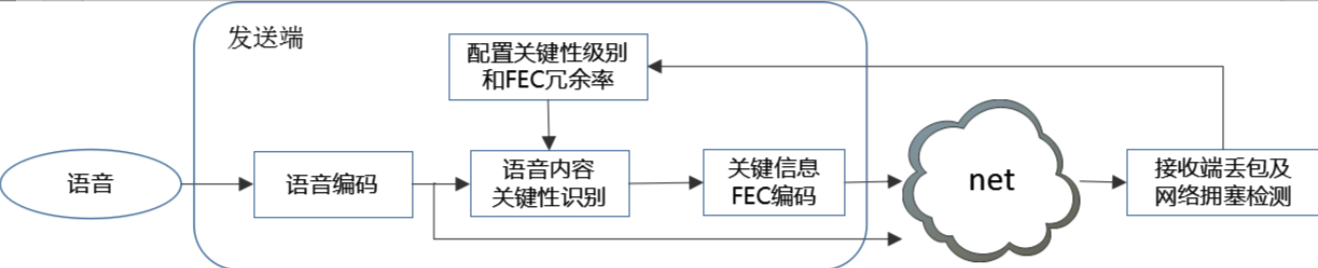 发送端
配置关键性级别
和FEC冗余率
语音
语音编码
语音内容
关键性识别
关键信息
FEC编码
net
接收端丢包及
网络拥塞检测